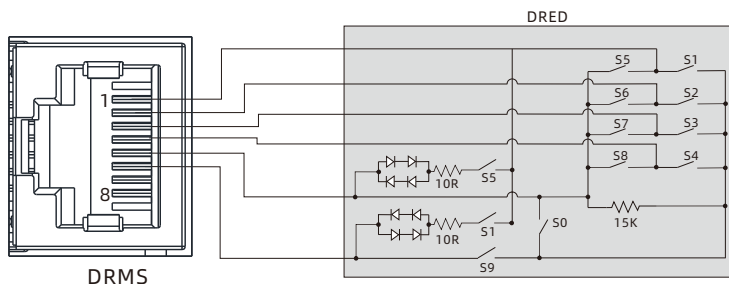 DRED
S5 S1
1
S6 S2
S7 S3
S8 S4
10R S5
8
S1 S0 15K
10R
S9
DRMS